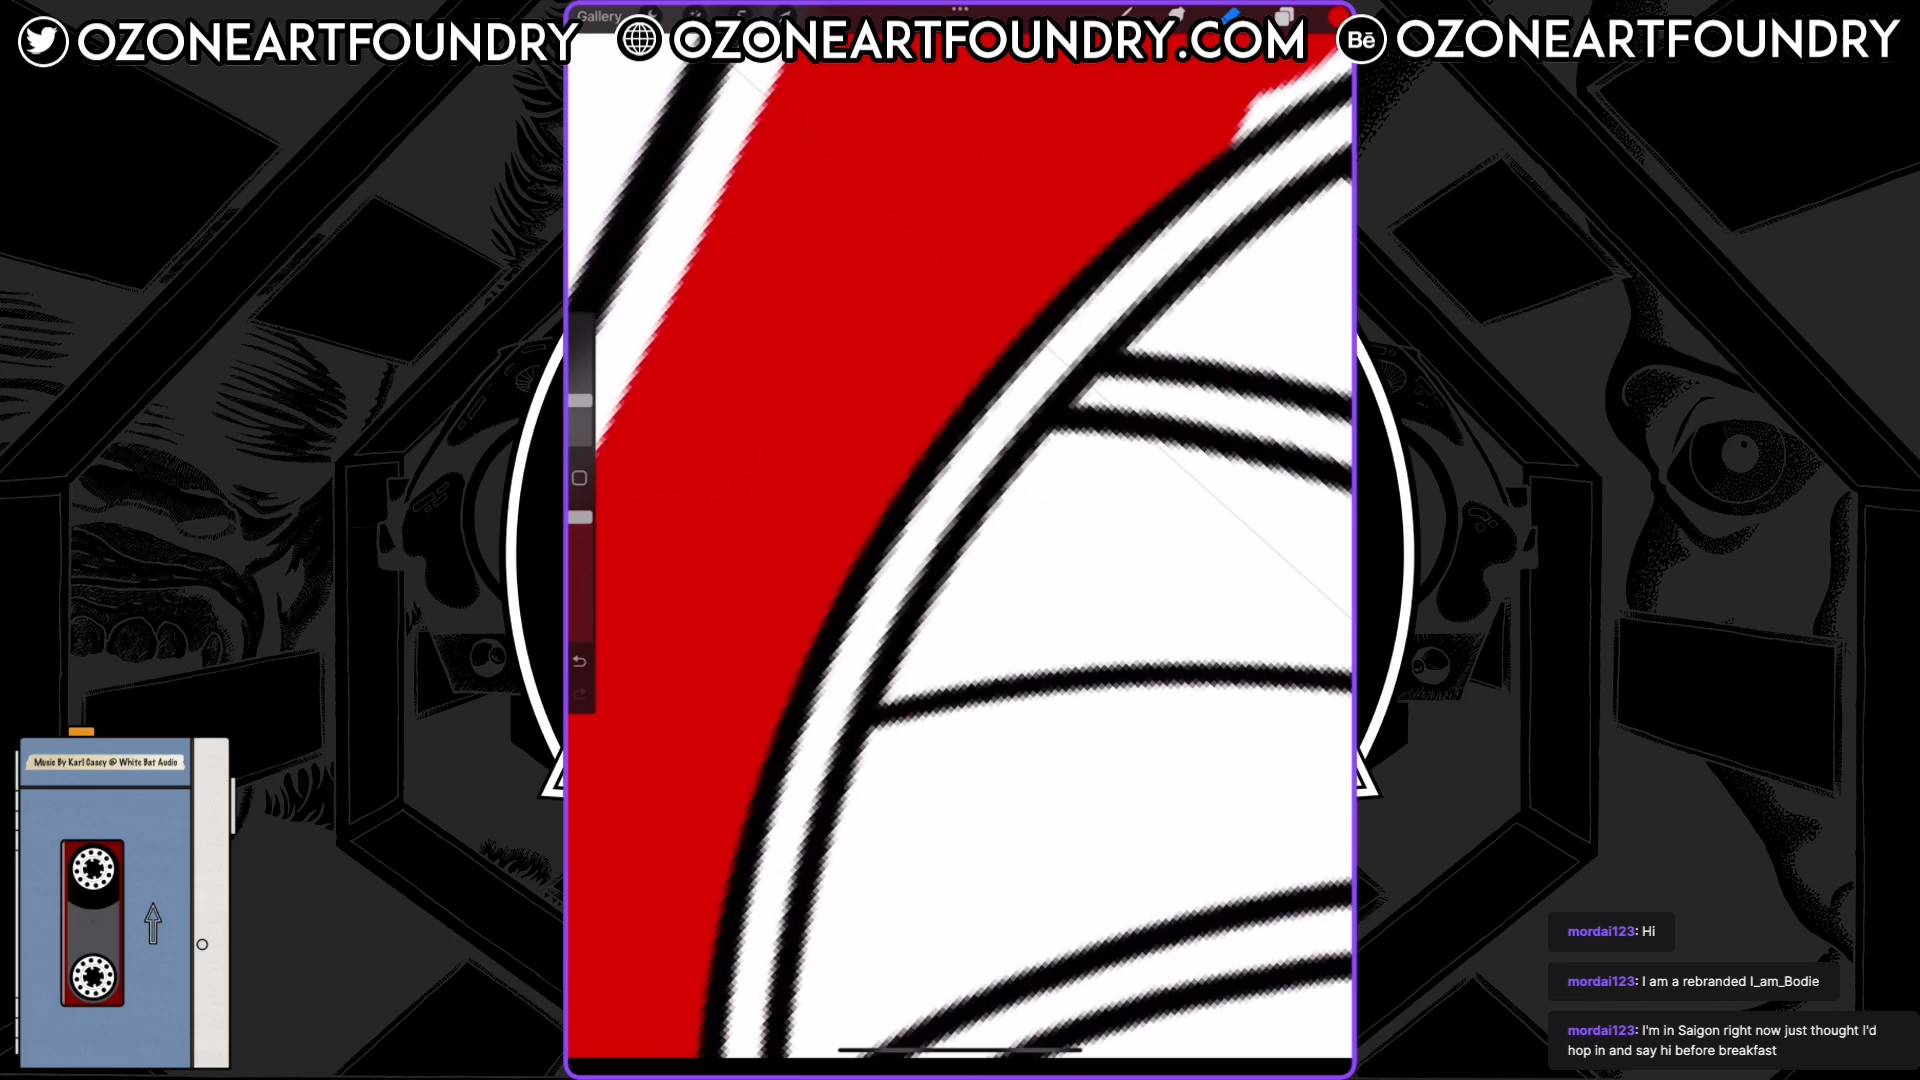 OZONEARTFOUNDRY
OZONEARTFOUNDRY.COM
Bē OZONEARTFOUNDRY
Gallery
Music By Karl Casey @ White Bat Audio
mordai123: Hi
mordai123: I am a rebranded I_am_Bodie
mordai123: I'm in Saigon right now just thought I'd
hop in and say hi before breakfast